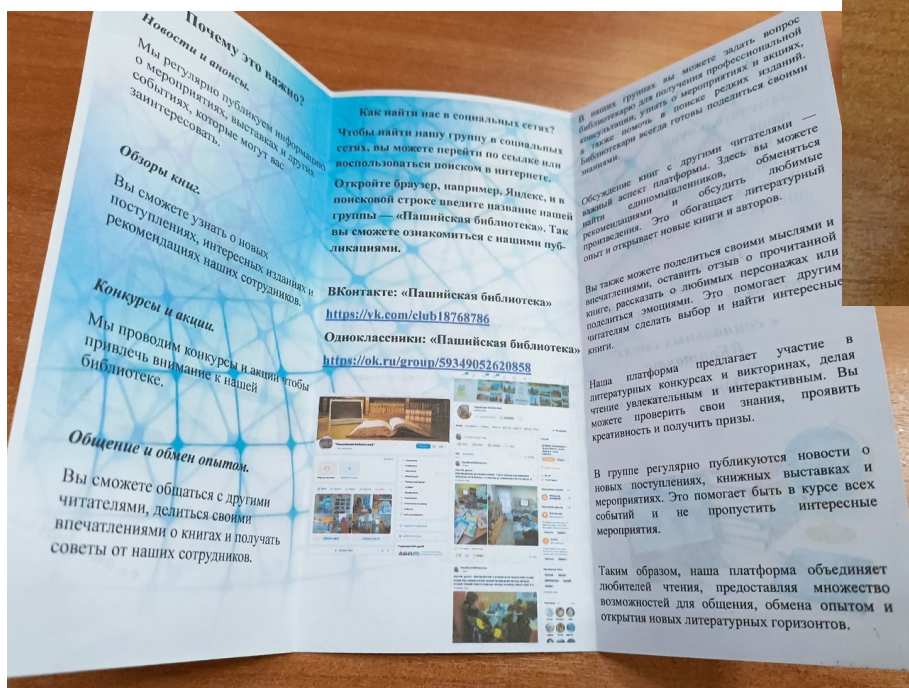 Почему это важно?
Новости и анонсы.
Мы регулярно публикуем информацию
о мероприятиях, выставках и других
событиях, которые могут вас
заинтересовать.
Обзоры книг.
Вы сможете узнать о новых
поступлениях, интересных изданиях и
рекомендациях наших сотрудников.
Конкурсы и акции.
Мы проводим конкурсы и акции чтобы
привлечь внимание к нашей
библиотеке.
Общение и обмен опытом.
Вы сможете общаться с другими
читателями, делиться своими
впечатлениями о книгах и получать
советы от наших сотрудников.
Как найти нас в социальных сетях?
Чтобы найти нашу группу в социальных
сетях, вы можете перейти по ссылке или
воспользоваться поиском в интернете.
Откройте браузер, например, Яндекс, и в
поисковой строке введите название нашей
группы — «Пашийская библиотека». Так
вы сможете ознакомиться с нашими пуб-
ликациями.
ВКонтакте: «Пашийская библиотека»
https://vk.com/club18768786
Одноклассники: «Пашийская библиотека»
https://ok.ru/group/59349052620858
В наших группах вы можете задать вопрос
библиотекарю для получения профессиональной
консультации, узнать о мероприятиях и акциях,
а также помочь в поиске редких изданий.
Библиотекари всегда готовы поделиться своими
знаниями.
Обсуждение книг с другими читателями —
важный аспект платформы. Здесь вы можете
найти единомышленников, обменяться
рекомендациями и обсудить любимые
произведения. Это обогащает литературный
опыт и открывает новые книги и авторов.
Вы также можете поделиться своими мыслями и
впечатлениями, оставить отзыв о прочитанной
книге, рассказать о любимых персонажах или
поделиться эмоциями. Это помогает другим
читателям сделать выбор и найти интересные
книги.
Наша платформа предлагает участие в
литературных конкурсах и викторинах, делая
чтение увлекательным и интерактивным. Вы
можете проверить свои знания, проявить
креативность и получить призы.
В группе регулярно публикуются новости о
новых поступлениях, книжных выставках и
мероприятиях. Это помогает быть в курсе всех
событий и не пропустить интересные
мероприятия.
Таким образом, наша платформа объединяет
любителей чтения, предоставляя множество
возможностей для общения, обмена опытом и
открытия новых литературных горизонтов.